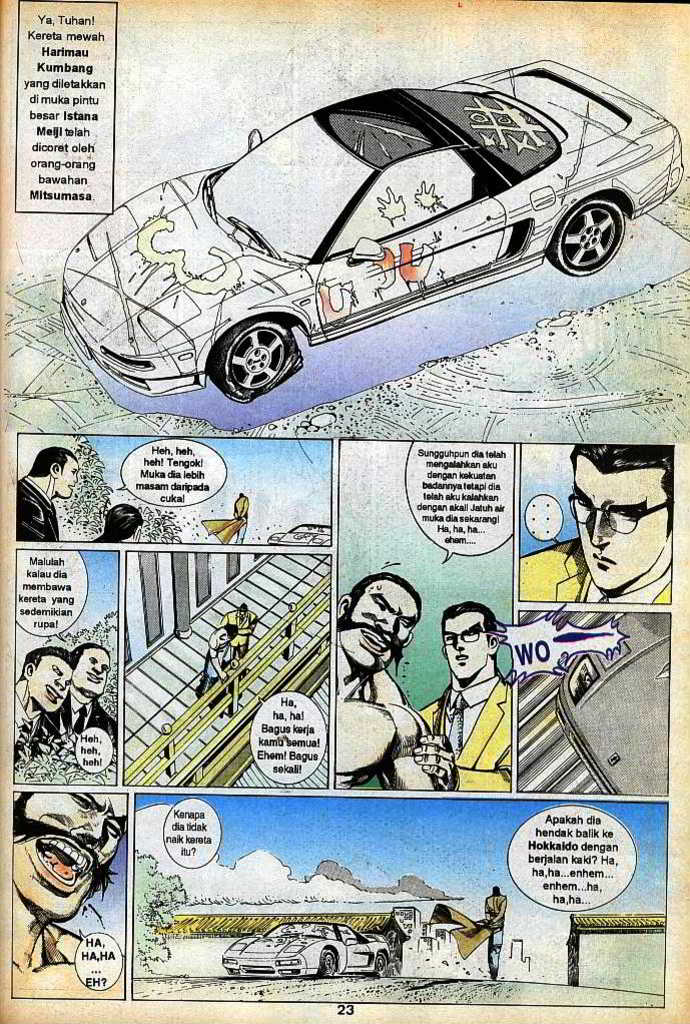 Ya, Tuhan!
Kereta mewah
Harimau
Kumbang
yang diletakkan
di muka pintu
besar Istana
Meiji telah
dicoret oleh
orang-orang
bawahan
Mitsumasa.
Heh, heh,
heh! Tengok!
Muka dia lebih
masam daripada
cuka!
Sungguhpun dia telah
mengalahkan aku
dengan kekuatan
badannya tetapi dia
telah aku kalahkan
dengan akal! Jatuh air
muka dia sekarang!
Ha, ha, ha...
ehem....
Malulah
kalau dia
membawa
kereta yang
sedemikian
rupa!
Heh,
heh,
heh!
Ha,
ha, ha!
Bagus kerja
kamu semua!
Ehem! Bagus
sekali!
WO
HA,
HA,HA
...
EH?
Kenapa
dia tidak
naik kereta
itu?
Apakah dia
hendak balik ke
Hokkaido dengan
berjalan kaki? Ha,
ha,ha...enhem...
enhem...ha,
ha,ha...
23